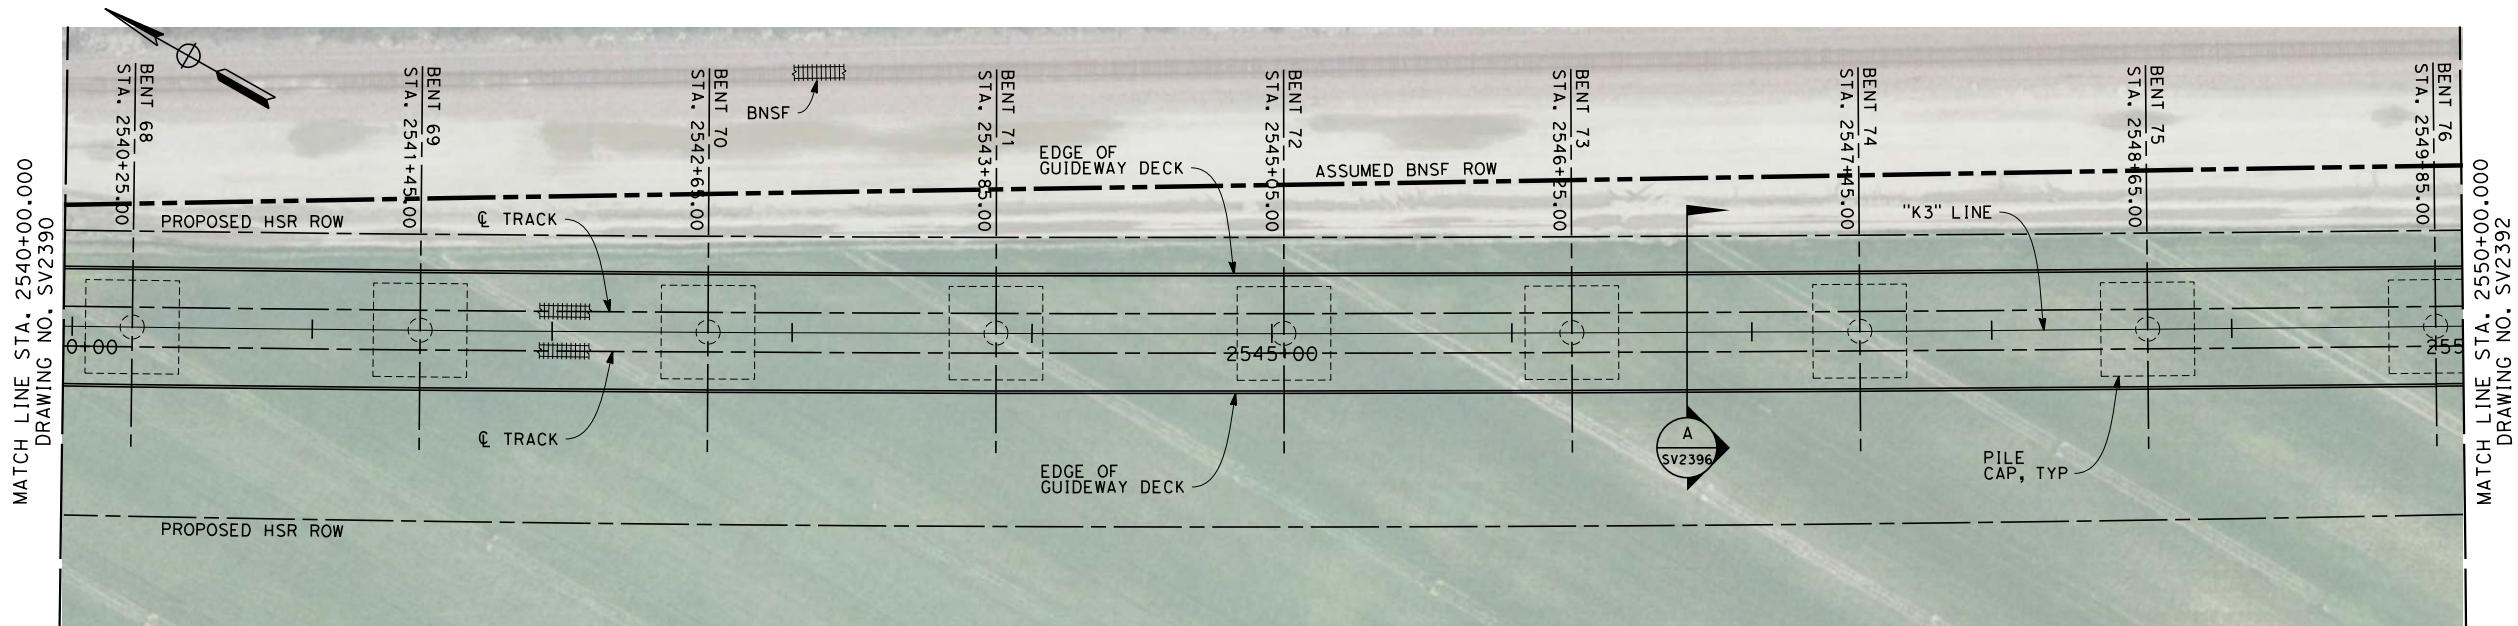 MATCH LINE STA. 2540+00.000
DRAWING NO. SV2390
BENT 68
STA. 2540+25.00
BENT 69
STA. 2541+45.00
BENT 70
STA. 2542+65.00
BENT 71
STA. 2543+85.00
BENT 72
STA. 2545+05.00
BENT 73
STA. 2546+25.00
BENT 74
STA. 2547+45.00
BENT 75
STA. 2548+65.00
BENT 76
STA. 2549+85.00
BNSF
EDGE OF
GUIDEWAY DECK
ASSUMED BNSF ROW
PROPOSED HSR ROW
℄ TRACK
"K3" LINE
0+00
2545+00
255
℄ TRACK
A
SV2396
EDGE OF
GUIDEWAY DECK
PILE
CAP, TYP
PROPOSED HSR ROW
MATCH LINE STA. 2550+00.000
DRAWING NO. SV2392